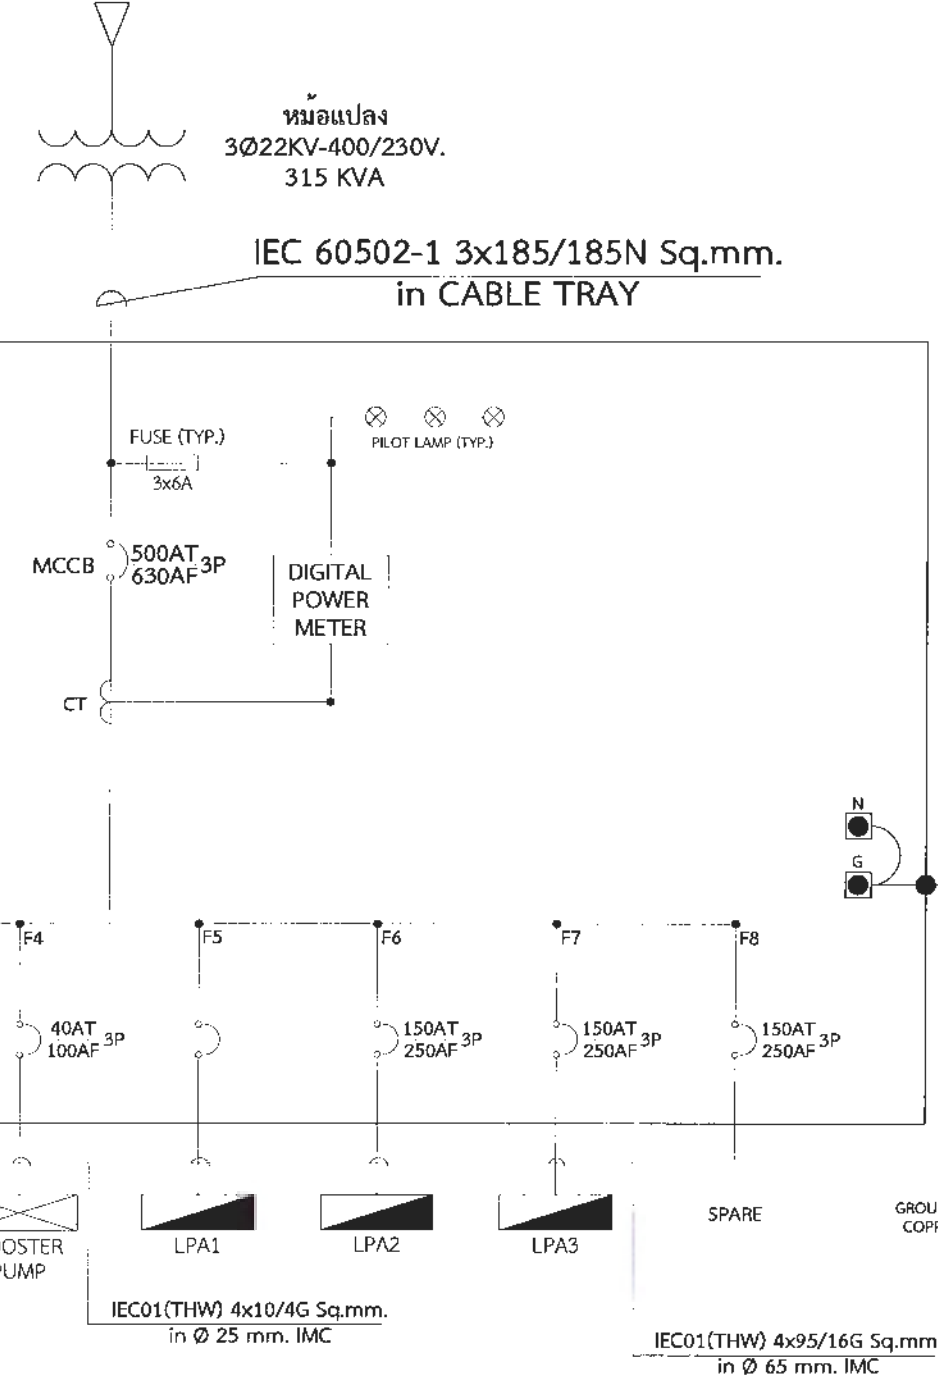 หม้อแปลง
3Ø22KV-400/230V.
315 KVA
IEC 60502-1 3x185/185N Sq.mm.
in CABLE TRAY
FUSE (TYP.)
3x6A
PILOT LAMP (TYP.)
MCCB
500AT
630AF
3P
DIGITAL
POWER
METER
CT
N
G
F4
F5
F6
F7
F8
40AT
100AF
3P
150AT
250AF
3P
150AT
250AF
3P
150AT
250AF
3P
OSTER
PUMP
LPA1
LPA2
LPA3
SPARE
GROU
COPP
IEC01(THW) 4x10/4G Sq.mm.
in Ø 25 mm. IMC
IEC01(THW) 4x95/16G Sq.mm
in Ø 65 mm. IMC